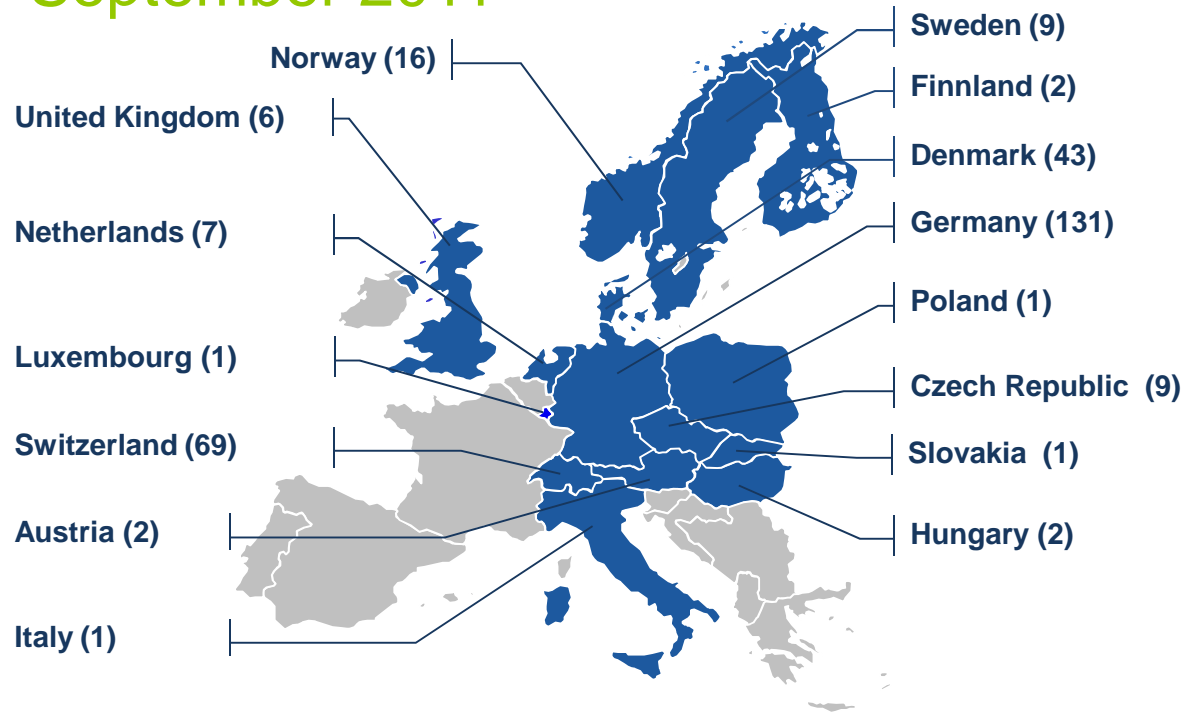 September
Norway (16)
United Kingdom (6)
Netherlands (7)
Luxembourg (1)
Switzerland (69)
Austria (2)
Italy (1)
Sweden (9)
Finnland (2)
Denmark (43)
Germany (131)
Poland (1)
Czech Republic (9)
Slovakia (1)
Hungary (2)